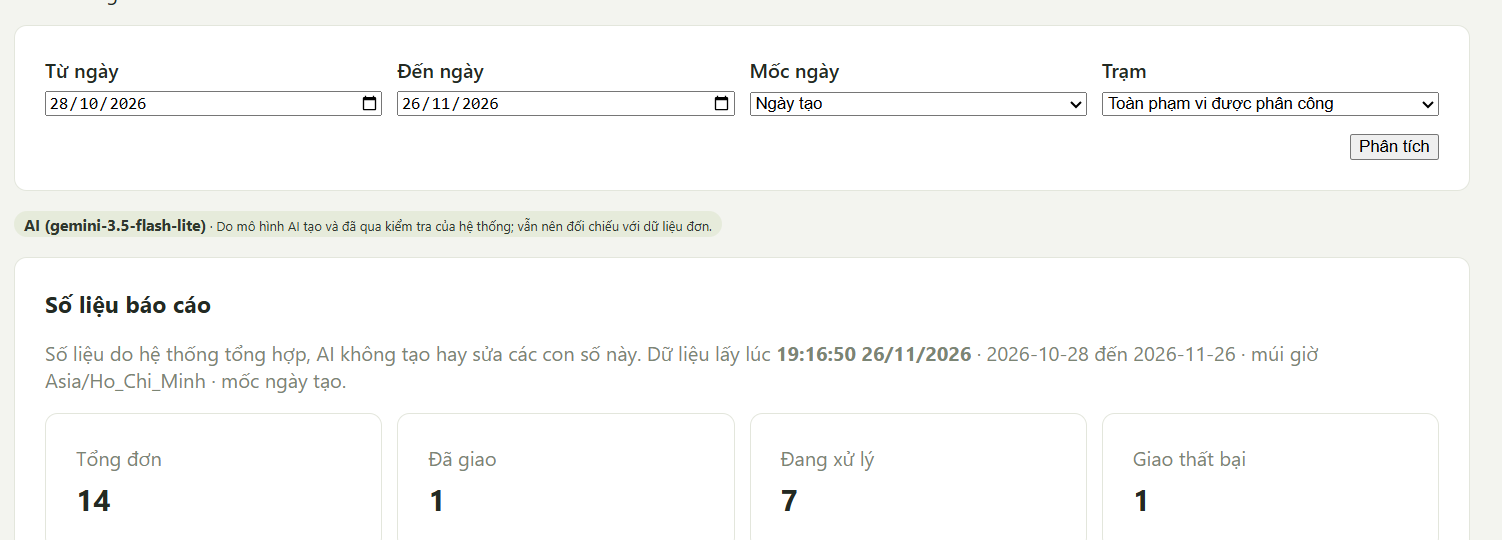 Từ ngày
Đến ngày
Mốc ngày
Trạm
28/10/2026
26/11/2026
Ngày tạo
Toàn phạm vi được phân công
Phân tích
AI (gemini-3.5-flash-lite) · Do mô hình AI tạo và đã qua kiểm tra của hệ thống; vẫn nên đối chiếu với dữ liệu đơn.
Số liệu báo cáo
Số liệu do hệ thống tổng hợp, AI không tạo hay sửa các con số này. Dữ liệu lấy lúc 19:16:50 26/11/2026 · 2026-10-28 đến 2026-11-26 · múi giờ
Asia/Ho_Chi_Minh · mốc ngày tạo.
Tổng đơn
14
Đã giao
1
Đang xử lý
7
Giao thất bại
1